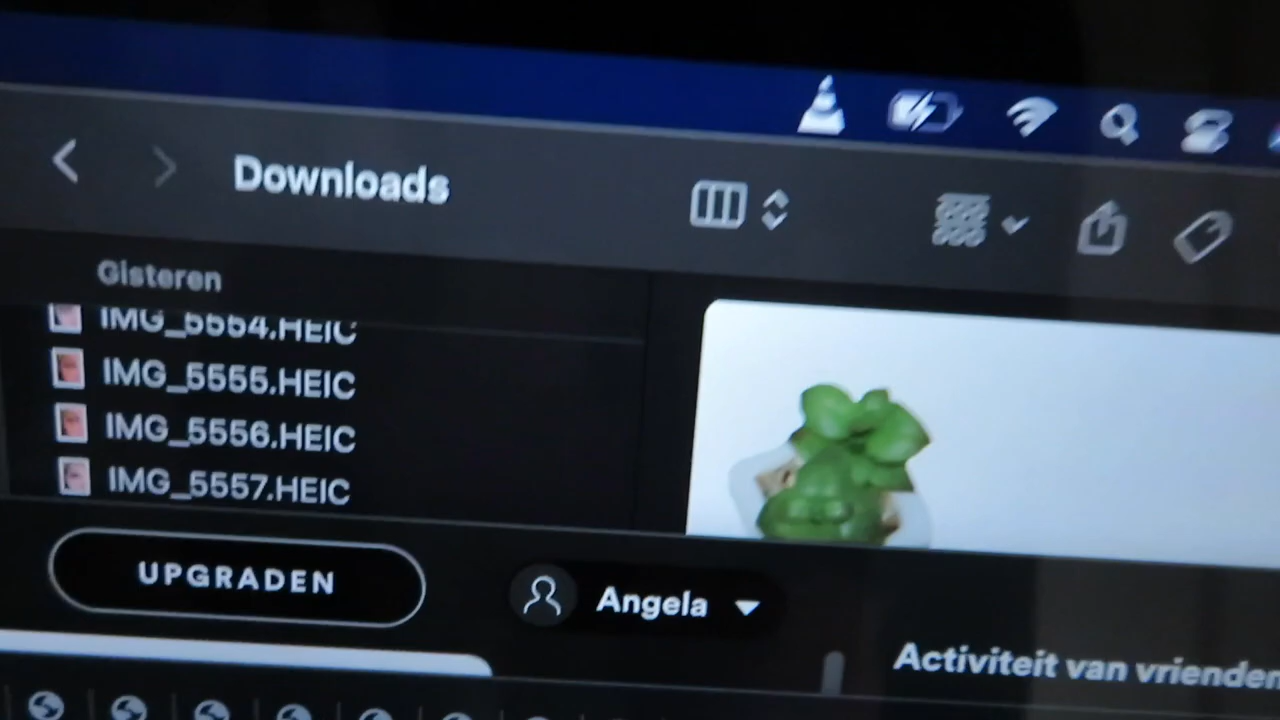 Downloads
Gisteren
IMG_5554.HEIC
IMG_5555.HEIC
IMG_5556.HEIC
IMG_5557.HEIC
UPGRADEN
Angela
Activiteit van vrienden